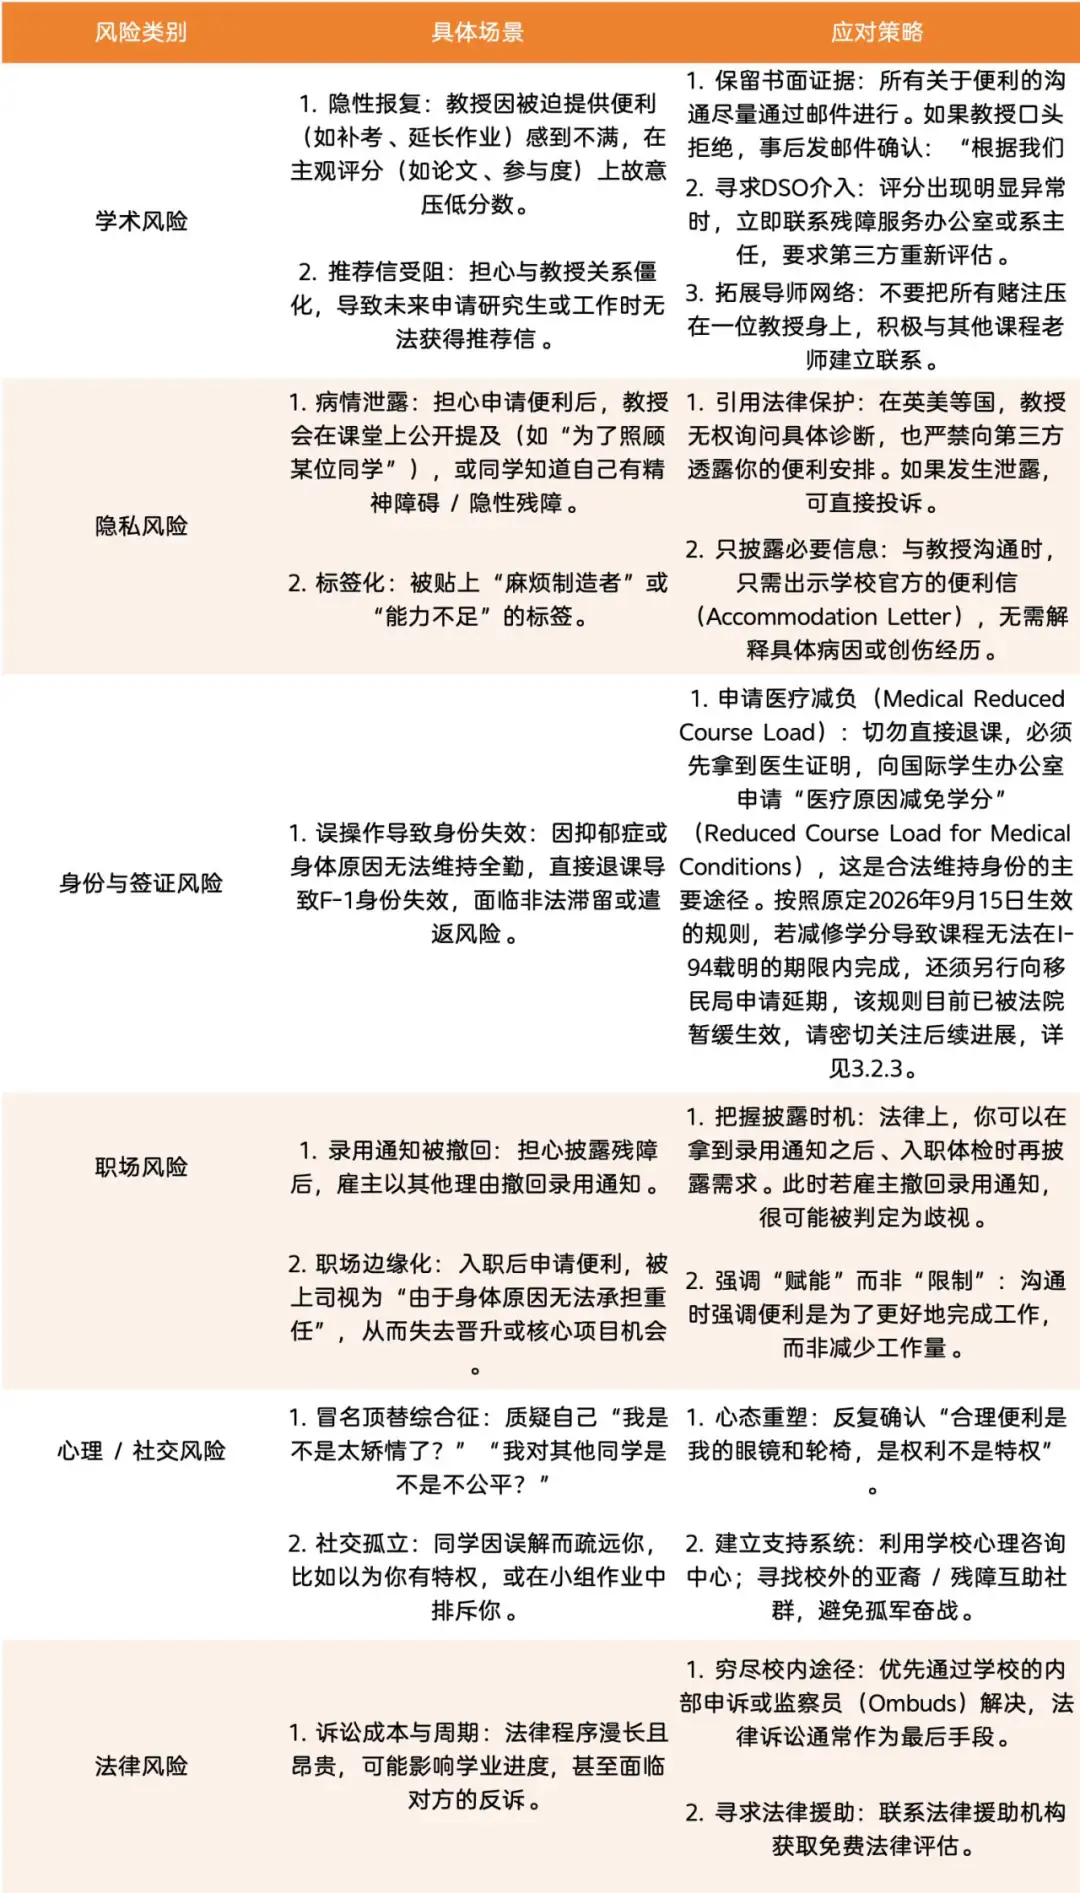 风险类别
具体场景
应对策略
学术风险
1. 隐性报复：教授因被迫提供便利
（如补考、延长作业）感到不满，在
主观评分（如论文、参与度）上故意
压低分数。
2. 推荐信受阻：担心与教授关系僵
化，导致未来申请研究生或工作时无
法获得推荐信。
1. 保留书面证据：所有关于便利的沟
通尽量通过邮件进行。如果教授口头
拒绝，事后发邮件确认：“根据我们
2. 寻求DSO介入：评分出现明显异常
时，立即联系残障服务办公室或系主
任，要求第三方重新评估。
3. 拓展导师网络：不要把所有赌注压
在一位教授身上，积极与其他课程老
师建立联系。
隐私风险
1. 病情泄露：担心申请便利后，教授
会在课堂上公开提及（如“为了照顾
某位同学”），或同学知道自己有精
神障碍 / 隐性残障。
2. 标签化：被贴上“麻烦制造者”或
“能力不足”的标签。
1. 引用法律保护：在英美等国，教授
无权询问具体诊断，也严禁向第三方
透露你的便利安排。如果发生泄露，
可直接投诉。
2. 只披露必要信息：与教授沟通时，
只需出示学校官方的便利信
（Accommodation Letter），无需解
释具体病因或创伤经历。
身份与签证风险
1. 误操作导致身份失效：因抑郁症或
身体原因无法维持全勤，直接退课导
致F-1身份失效，面临非法滞留或遣
返风险。
1. 申请医疗减负（Medical Reduced
Course Load）：切勿直接退课，必须
先拿到医生证明，向国际学生办公室
申请“医疗原因减免学分”
（Reduced Course Load for Medical
Conditions），这是合法维持身份的主
要途径。按照原定2026年9月15日生效
的规则，若减修学分导致课程无法在I-
94载明的期限内完成，还须另行向移
民局申请延期，该规则目前已被法院
暂缓生效，请密切关注后续进展，详
见3.2.3。
职场风险
1. 录用通知被撤回：担心披露残障
后，雇主以其他理由撤回录用通知。
2. 职场边缘化：入职后申请便利，被
上司视为“由于身体原因无法承担重
任”，从而失去晋升或核心项目机会
。
1. 把握披露时机：法律上，你可以在
拿到录用通知之后、入职体检时再披
露需求。此时若雇主撤回录用通知，
很可能被判定为歧视。
2. 强调“赋能”而非“限制”：沟通
时强调便利是为了更好地完成工作，
而非减少工作量。
心理 / 社交风险
1. 冒名顶替综合征：质疑自己“我是
不是太矫情了？”“我对其他同学是
不是不公平？”
2. 社交孤立：同学因误解而疏远你，
比如以为你有特权，或在小组作业中
排斥你。
1. 心态重塑：反复确认“合理便利是
我的眼镜和轮椅，是权利不是特权”
。
2. 建立支持系统：利用学校心理咨询
中心；寻找校外的亚裔 / 残障互助社
群，避免孤军奋战。
法律风险
1. 诉讼成本与周期：法律程序漫长且
昂贵，可能影响学业进度，甚至面临
对方的反诉。
1. 穷尽校内途径：优先通过学校的内
部申诉或监察员（Ombuds）解决，法
律诉讼通常作为最后手段。
2. 寻求法律援助：联系法律援助机构
获取免费法律评估。